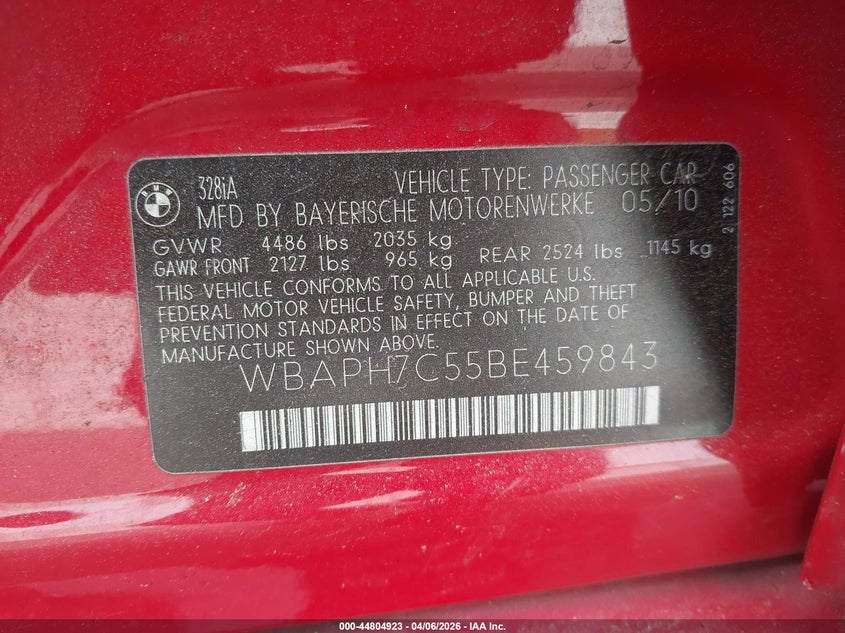 BMW
328iA
VEHICLE TYPE: PASSENGER CAR
MFD BY BAYERISCHE MOTORENWERKE 05/10
GVWR 4486 lbs 2035 kg
GAWR FRONT 2127 lbs 965 kg REAR 2524 lbs 1145 kg
THIS VEHICLE CONFORMS TO ALL APPLICABLE U.S.
FEDERAL MOTOR VEHICLE SAFETY, BUMPER AND THEFT
PREVENTION STANDARDS IN EFFECT ON THE DATE OF
MANUFACTURE SHOWN ABOVE.
WBAPH7C55BE459843
2 122 606
000-44804923 - 04/06/2026 - IAA Inc.